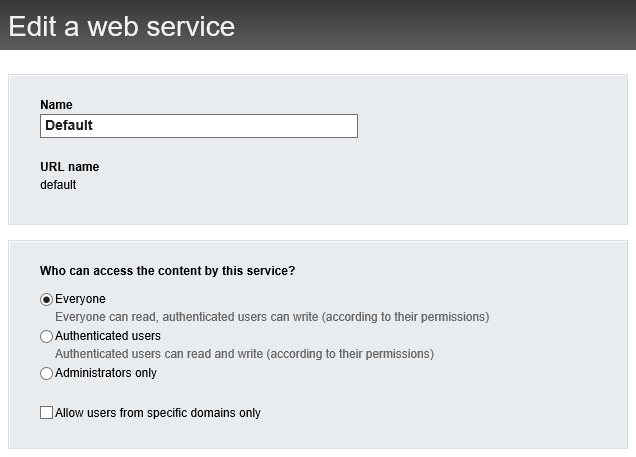 Edit a web service
Name
Default
URL name
default
Who can access the content by this service?
Everyone
Everyone can read, authenticated users can write (according to their permissions)
Authenticated users
Authenticated users can read and write (according to their permissions)
Administrators only
Allow users from specific domains only